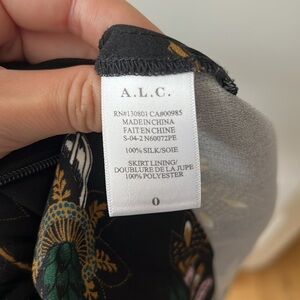 A.L.C.
RN#130801 CA#00985
MADE IN CHINA
FAIT EN CHINE
S-04-2 N60072PE
100% SILK/SOIE
SKIRT LINING/
DOUBLURE DE LA JUPE
100% POLYESTER
0